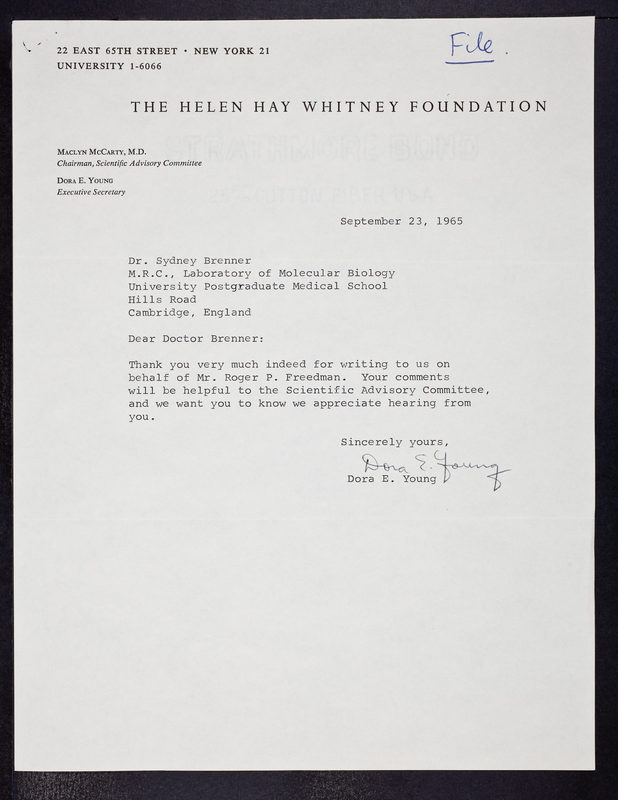 22 EAST 65TH STREET · NEW YORK 21
UNIVERSITY 1-6066
File.
THE HELEN HAY WHITNEY FOUNDATION
MACLYN MCCARTY, M.D.
Chairman, Scientific Advisory Committee
DORA E. YOUNG
Executive Secretary
September 23, 1965
Dr. Sydney Brenner
M.R.C., Laboratory of Molecular Biology
University Postgraduate Medical School
Hills Road
Cambridge, England
Dear Doctor Brenner:
Thank you very much indeed for writing to us on
behalf of Mr. Roger P. Freedman. Your comments
will be helpful to the Scientific Advisory Committee,
and we want you to know we appreciate hearing from
you.
Sincerely yours,
Dora E. Young
Dora E. Young